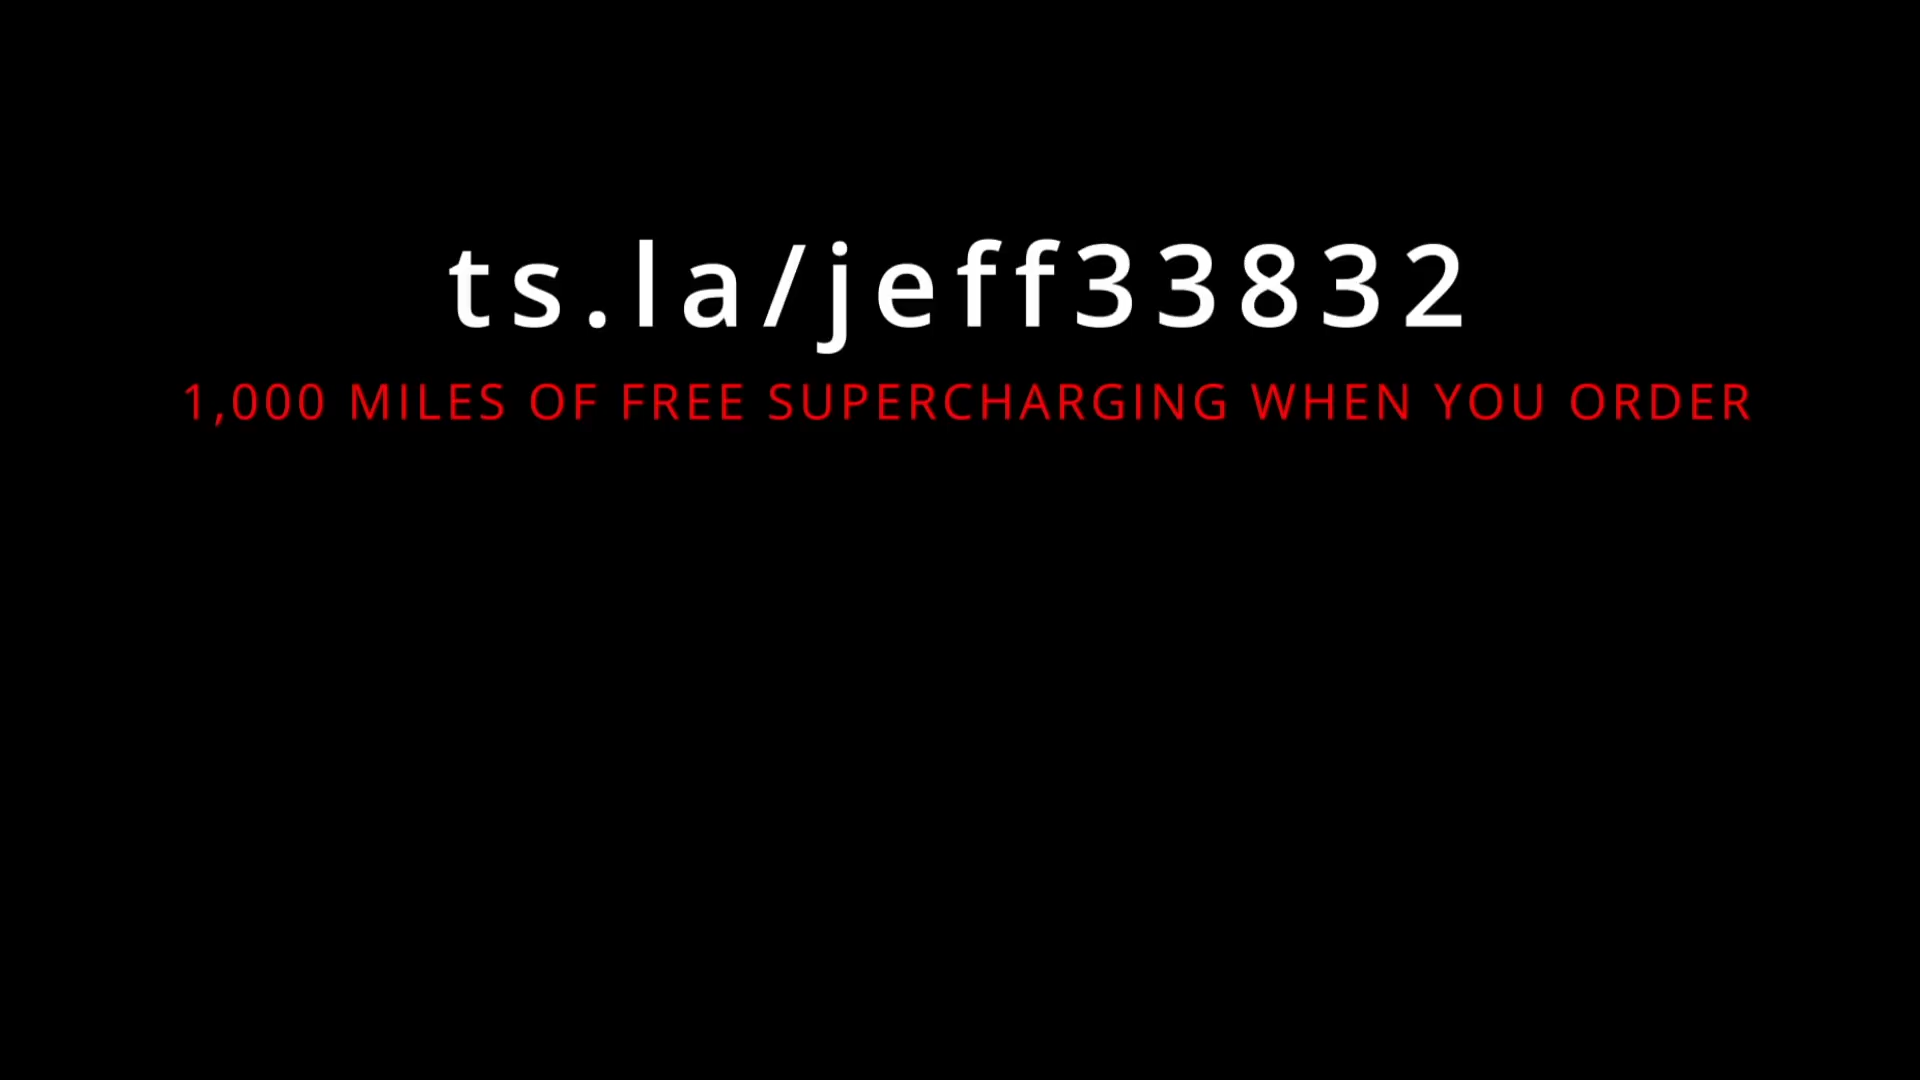 ts.la/jeff33832
1,000 MILES OF FREE SUPERCHARGING WHEN YOU ORDER